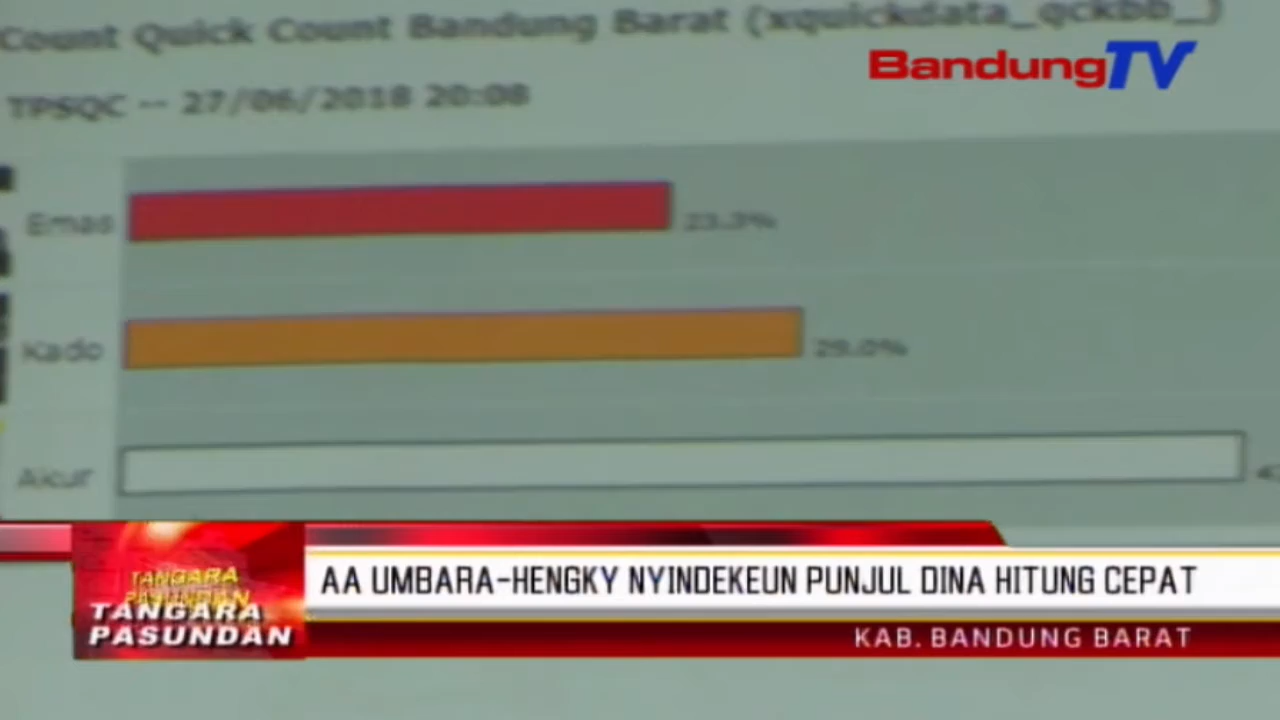 Count Quick Count Bandung Barat (xquickdata_qckbb_)
BandungTV
TPSQC -- 27/06/2018 20:08
Emas 23.3%
Kado 29.0%
Akur
TANGARA
PASUNDAN
TANGARA
PASUNDAN
AA UMBARA-HENGKY NYINDEKEUN PUNJUL DINA HITUNG CEPAT
KAB. BANDUNG BARAT